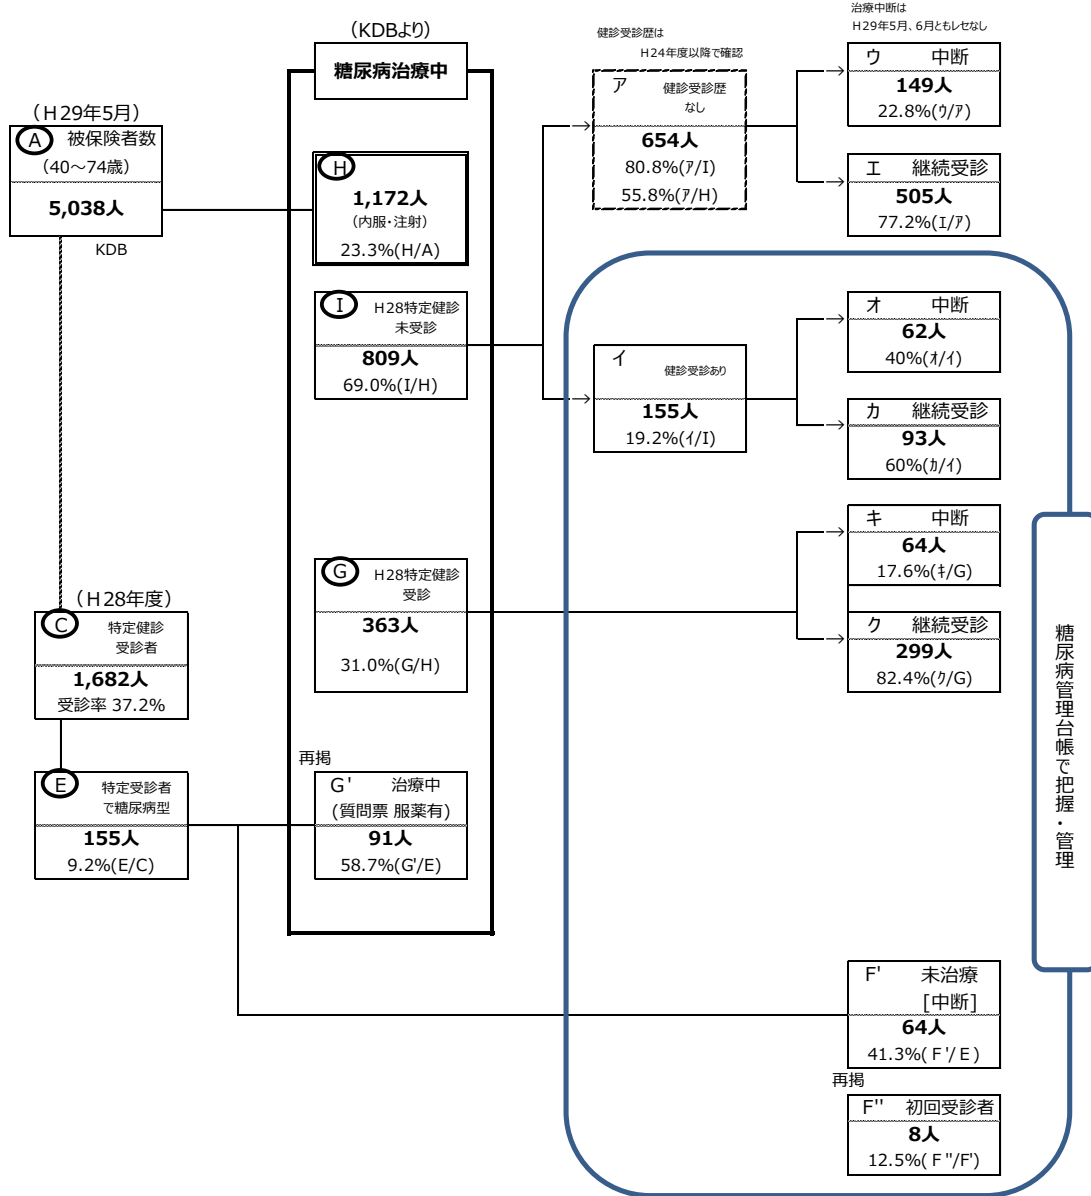 (KDBより)
糖尿病治療中
健診受診歴は
H24年度以降で確認
治療中断は
H29年5月、6月ともレセなし
(H29年5月)
A 被保険者数
(40～74歳)
5,038人
KDB
H
1,172人
(内服・注射)
23.3%(H/A)
I H28特定健診
未受診
809人
69.0%(I/H)
ア 健診受診歴
なし
654人
80.8%(ｱ/I)
55.8%(ｱ/H)
ウ 中断
149人
22.8%(ｳ/ｱ)
エ 継続受診
505人
77.2%(ｴ/ｱ)
イ 健診受診あり
155人
19.2%(ｲ/I)
オ 中断
62人
40%(ｵ/ｲ)
カ 継続受診
93人
60%(ｶ/ｲ)
G H28特定健診
受診
363人
31.0%(G/H)
キ 中断
64人
17.6%(ｷ/G)
ク 継続受診
299人
82.4%(ｸ/G)
(H28年度)
C 特定健診
受診者
1,682人
受診率 37.2%
E 特定受診者
で糖尿病型
155人
9.2%(E/C)
再掲
G' 治療中
(質問票 服薬有)
91人
58.7%(G'/E)
F' 未治療
[中断]
64人
41.3%(F'/E)
再掲
F'' 初回受診者
8人
12.5%(F''/F')
糖尿病管理台帳で把握・管理